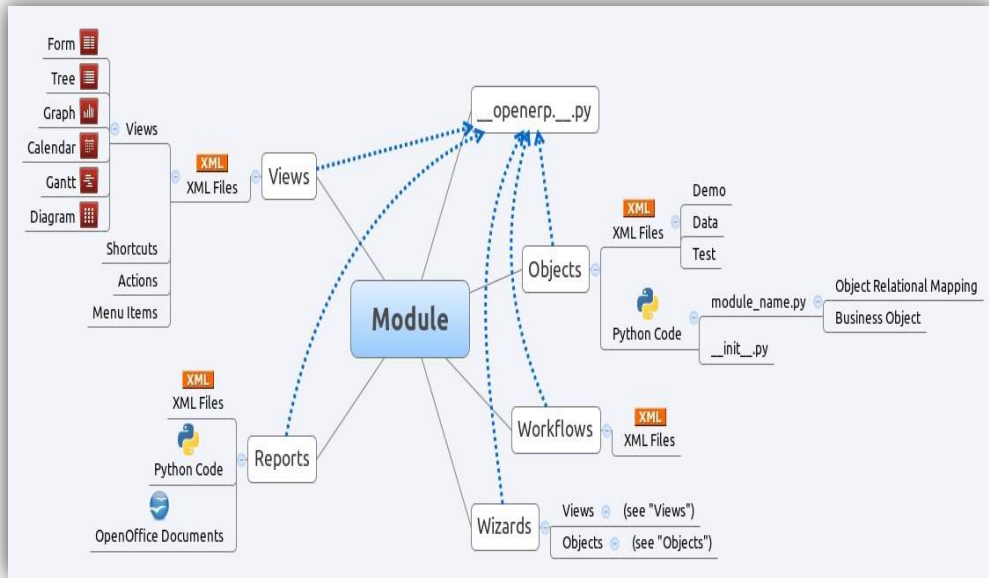 Form
Tree
Graph
Calendar
Gantt
Diagram
Views
XML
XML Files
Shortcuts
Actions
Menu Items
Views
__openerp.__.py
Objects
XML
XML Files
Demo
Data
Test
Python Code
module_name.py
Object Relational Mapping
Business Object
__init__.py
Module
XML
XML Files
Python Code
OpenOffice Documents
Reports
Workflows
XML
XML Files
Wizards
Views (see "Views")
Objects (see "Objects")